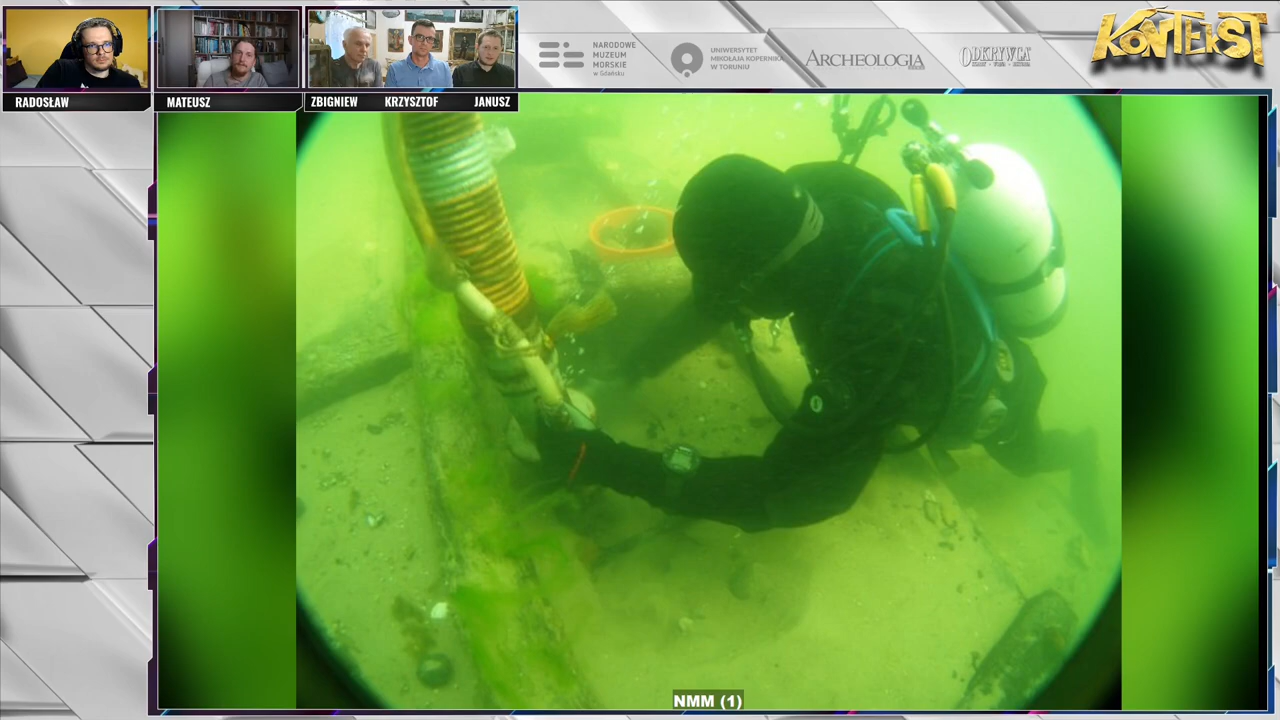 RADOSŁAW
MATEUSZ
ZBIGNIEW KRZYSZTOF JANUSZ
NARODOWE
MUZEUM
MORSKIE
w Gdańsku
UNIWERSYTET
MIKOŁAJA KOPERNIKA
W TORUNIU
ARCHEOLOGIA
ODKRYWCA
KONTEKST
NMM (1)